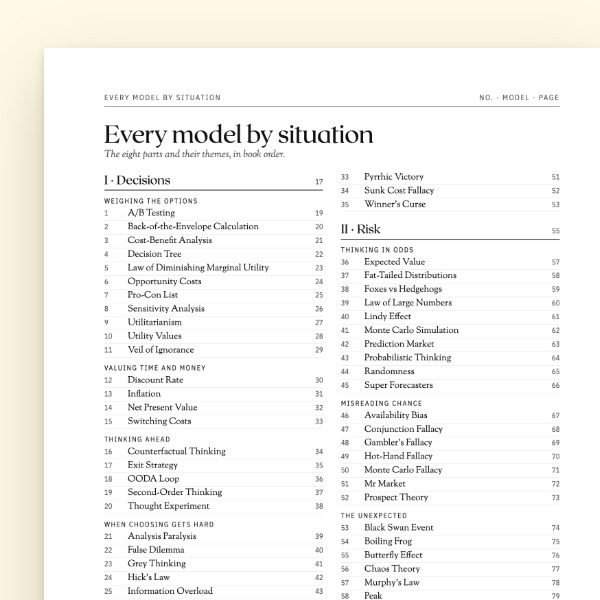 EVERY MODEL BY SITUATION
NO. · MODEL · PAGE
Every model by situation
The eight parts and their themes, in book order.
I · Decisions 17
WEIGHING THE OPTIONS
1 A/B Testing 19
2 Back-of-the-Envelope Calculation 20
3 Cost-Benefit Analysis 21
4 Decision Tree 22
5 Law of Diminishing Marginal Utility 23
6 Opportunity Costs 24
7 Pro-Con List 25
8 Sensitivity Analysis 26
9 Utilitarianism 27
10 Utility Values 28
11 Veil of Ignorance 29
VALUING TIME AND MONEY
12 Discount Rate 30
13 Inflation 31
14 Net Present Value 32
15 Switching Costs 33
THINKING AHEAD
16 Counterfactual Thinking 34
17 Exit Strategy 35
18 OODA Loop 36
19 Second-Order Thinking 37
20 Thought Experiment 38
WHEN CHOOSING GETS HARD
21 Analysis Paralysis 39
22 False Dilemma 40
23 Grey Thinking 41
24 Hick's Law 42
25 Information Overload 43
33 Pyrrhic Victory 51
34 Sunk Cost Fallacy 52
35 Winner's Curse 53
II · Risk 55
THINKING IN ODDS
36 Expected Value 57
37 Fat-Tailed Distributions 58
38 Foxes vs Hedgehogs 59
39 Law of Large Numbers 60
40 Lindy Effect 61
41 Monte Carlo Simulation 62
42 Prediction Market 63
43 Probabilistic Thinking 64
44 Randomness 65
45 Super Forecasters 66
MISREADING CHANCE
46 Availability Bias 67
47 Conjunction Fallacy 68
48 Gambler's Fallacy 69
49 Hot-Hand Fallacy 70
50 Monte Carlo Fallacy 71
51 Mr Market 72
52 Prospect Theory 73
THE UNEXPECTED
53 Black Swan Event 74
54 Boiling Frog 75
55 Butterfly Effect 76
56 Chaos Theory 77
57 Murphy's Law 78
58 Peak 79